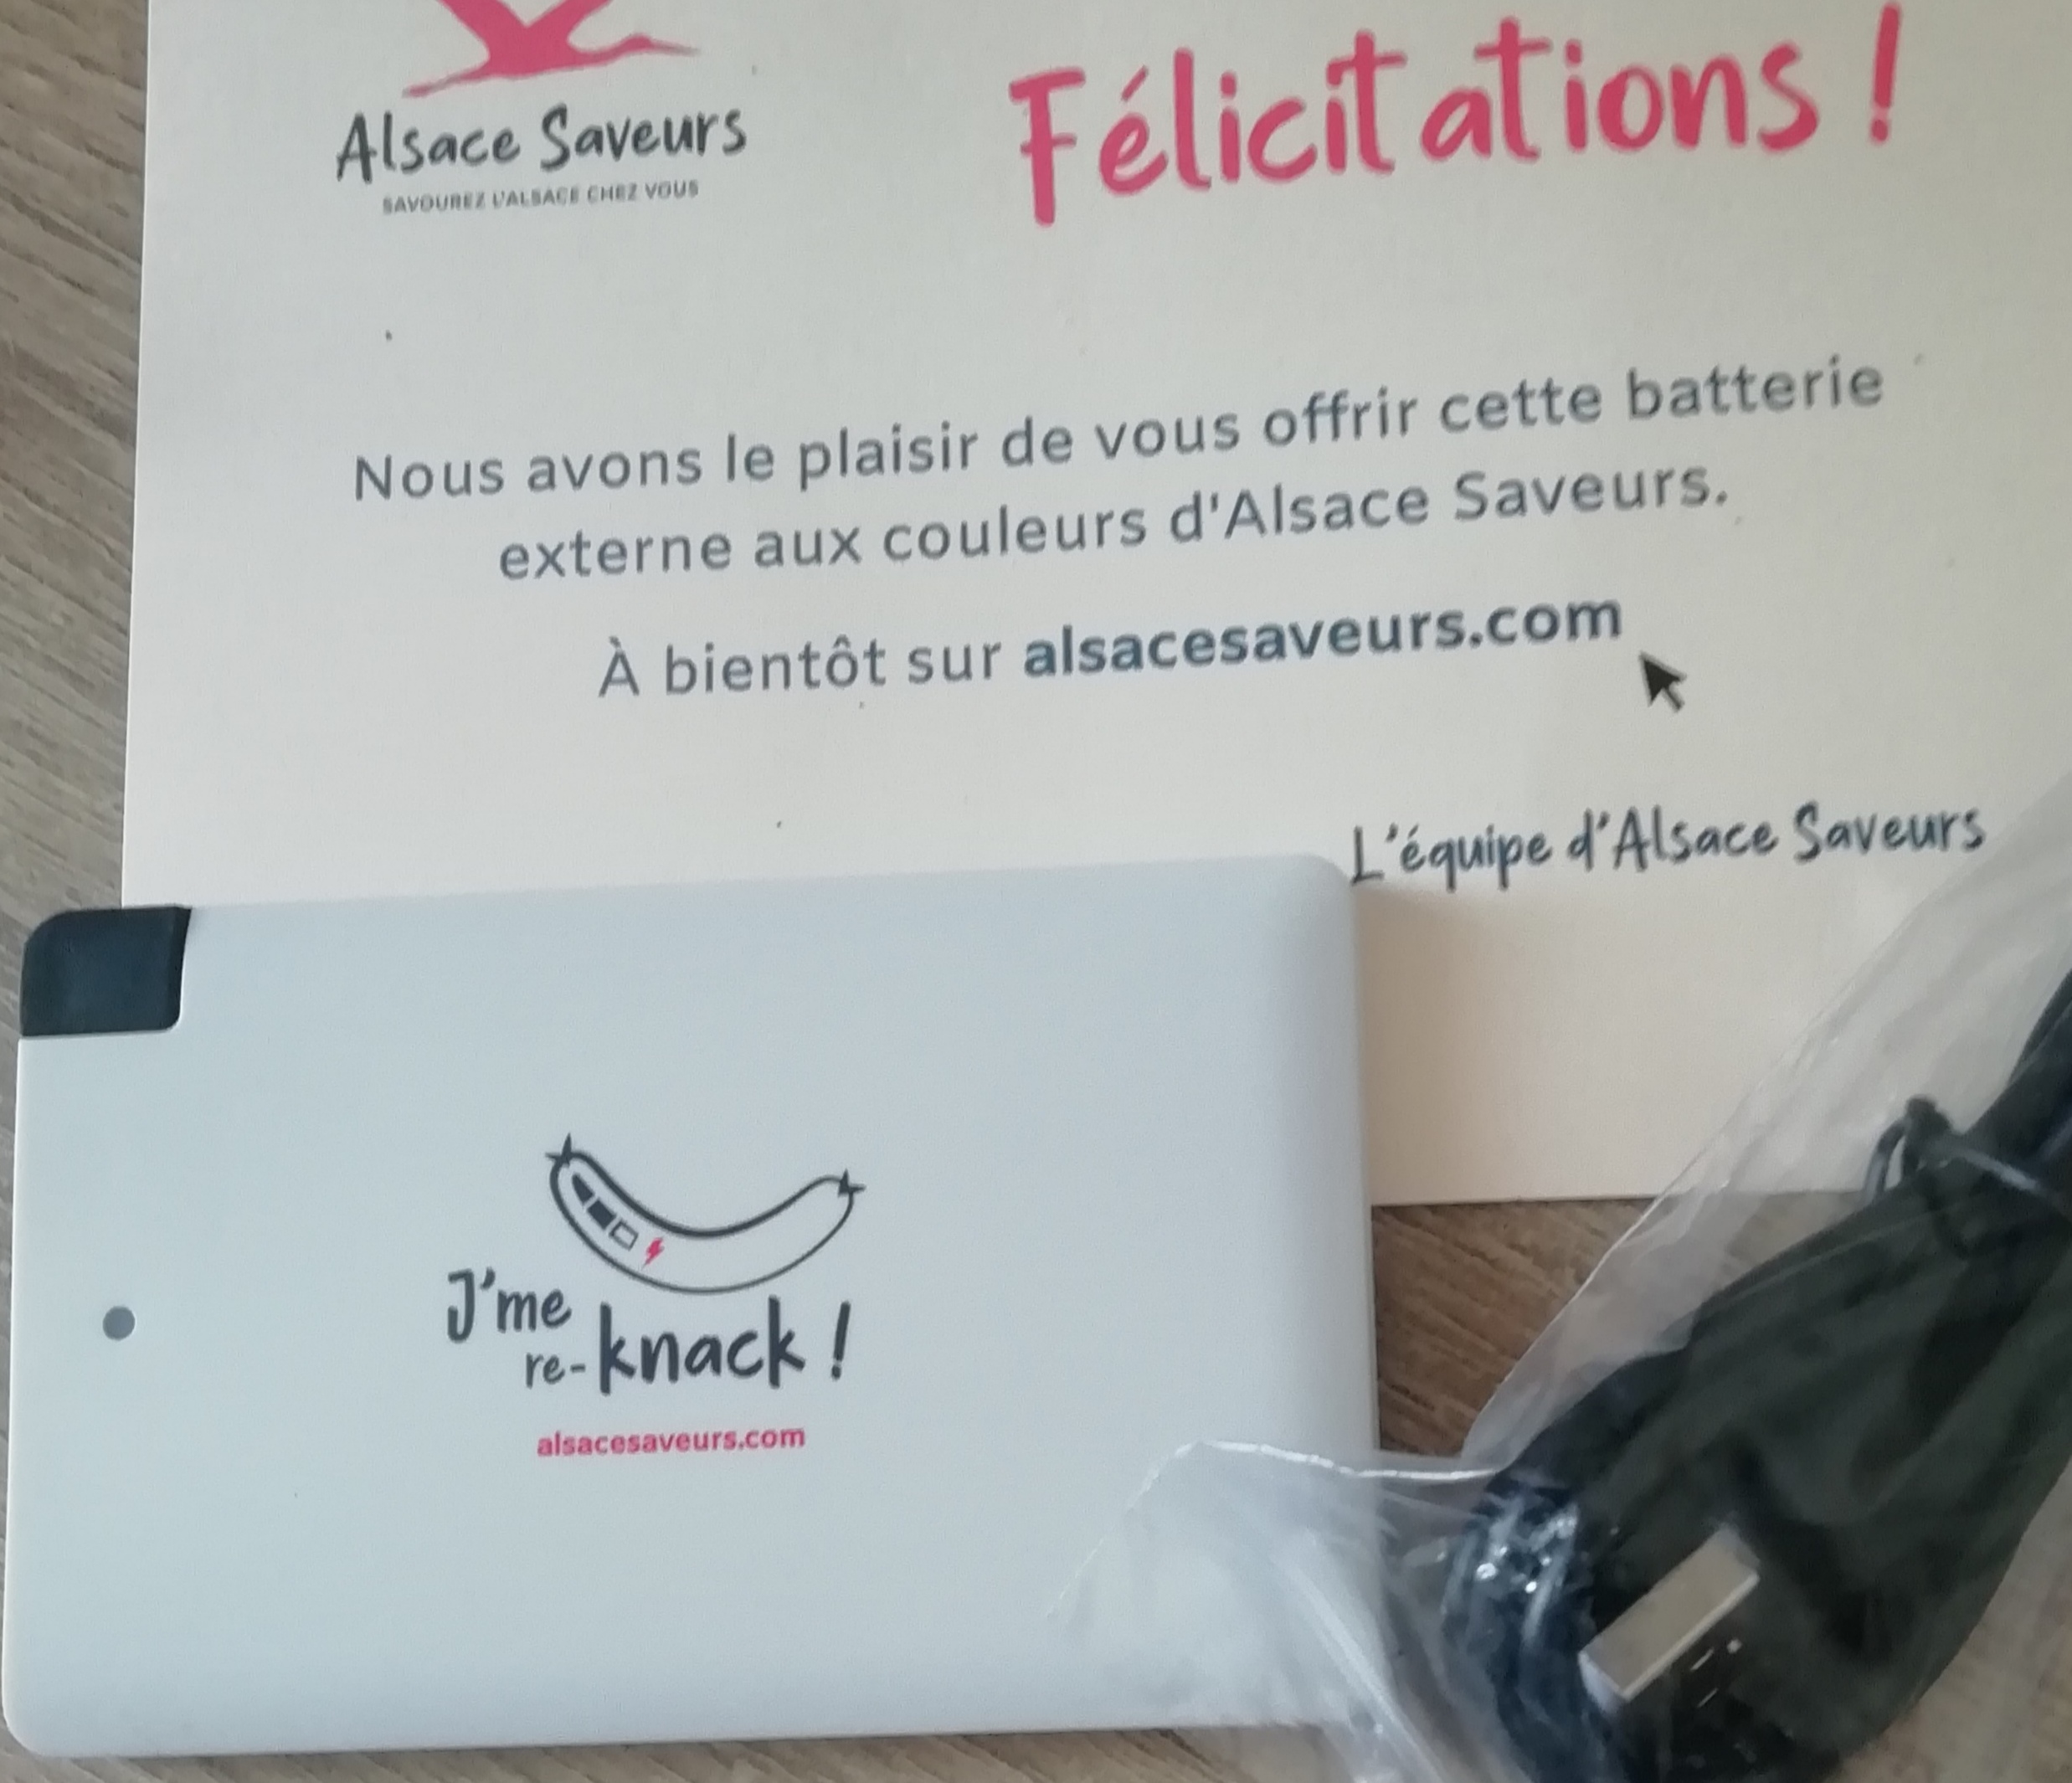 Alsace Saveurs
SAVOUREZ L'ALSACE CHEZ VOUS
Félicitations !
Nous avons le plaisir de vous offrir cette batterie
externe aux couleurs d'Alsace Saveurs.
À bientôt sur alsacesaveurs.com
L'équipe d'Alsace Saveurs
J'me
re-knack !
alsacesaveurs.com